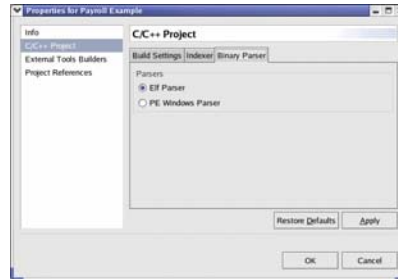 Properties for Payroll Example
Info
C/C++ Project
External Tools Builders
Project References
C/C++ Project
Build Settings
Indexer
Binary Parser
Parsers
Elf Parser
PE Windows Parser
Restore Defaults
Apply
OK
Cancel